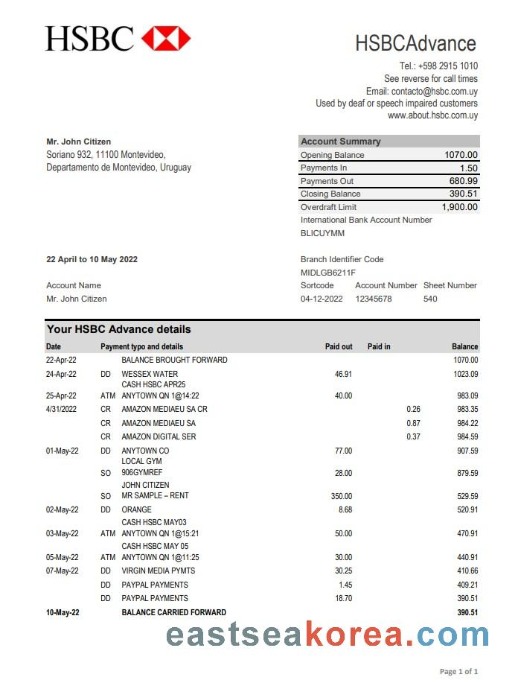 HSBC
HSBCAdvance
Tel.: +598 2915 1010
See reverse for call times
Email: contacto@hsbc.com.uy
Used by deaf or speech impaired customers
www.about.hsbc.com.uy
Mr. John Citizen
Soriano 932, 11100 Montevideo,
Departamento de Montevideo, Uruguay
Account Summary
Opening Balance 1070.00
Payments In 1.50
Payments Out 680.99
Closing Balance 390.51
Overdraft Limit 1,900.00
International Bank Account Number
BLICUYMM
22 April to 10 May 2022
Branch Identifier Code
MIDLGB6211F
Account Name
Mr. John Citizen
Sortcode Account Number Sheet Number
04-12-2022 12345678 540
Your HSBC Advance details
Date Payment typo and details Paid out Paid in Balance
22-Apr-22 BALANCE BROUGHT FORWARD 1070.00
24-Apr-22 DD WESSEX WATER 46.91 1023.09
CASH HSBC APR25
25-Apr-22 ATM ANYTOWN QN 1@14:22 40.00 983.09
4/31/2022 CR AMAZON MEDIAEU SA CR 0.26 983.35
CR AMAZON MEDIAEU SA 0.87 984.22
CR AMAZON DIGITAL SER 0.37 984.59
01-May-22 DD ANYTOWN CO 77.00 907.59
LOCAL GYM
SO 906GYMREF 28.00 879.59
JOHN CITIZEN
SO MR SAMPLE – RENT 350.00 529.59
02-May-22 DD ORANGE 8.68 520.91
CASH HSBC MAY03
03-May-22 ATM ANYTOWN QN 1@15:21 50.00 470.91
CASH HSBC MAY 05
05-May-22 ATM ANYTOWN QN 1@11:25 30.00 440.91
07-May-22 DD VIRGIN MEDIA PYMTS 30.25 410.66
DD PAYPAL PAYMENTS 1.45 409.21
DD PAYPAL PAYMENTS 18.70 390.51
10-May-22 BALANCE CARRIED FORWARD 390.51
eastseakorea.com
Page 1 of 1